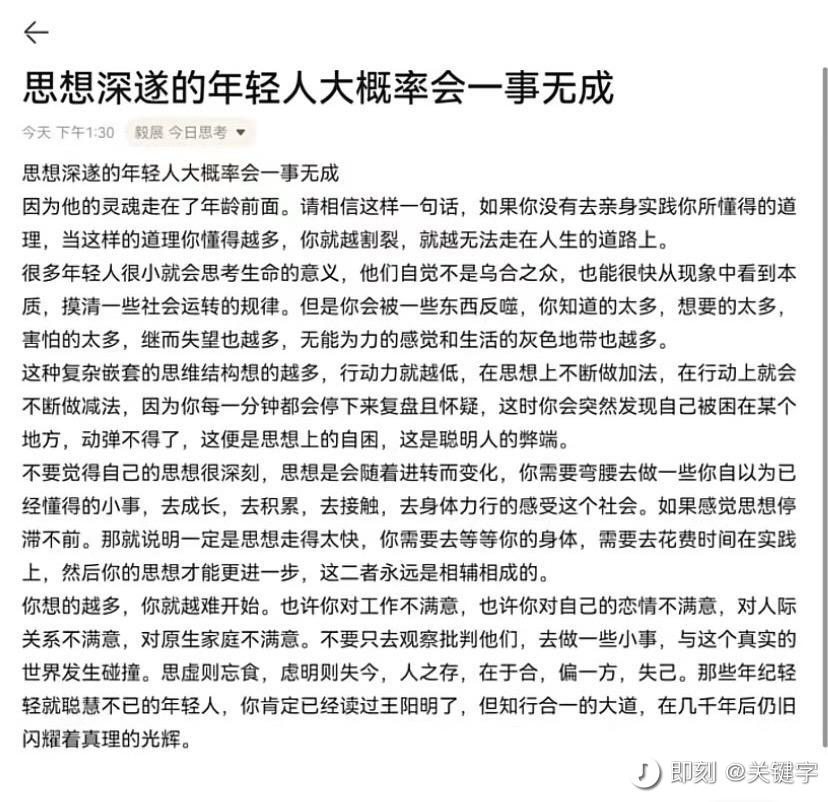 思想深遂的年轻人大概率会一事无成
今天 下午1:30 毅展 今日思考
思想深遂的年轻人大概率会一事无成
因为他的灵魂走在了年龄前面。请相信这样一句话，如果你没有去亲身实践你所懂得的道
理，当这样的道理你懂得越多，你就越割裂，就越无法走在人生的道路上。
很多年轻人很小就会思考生命的意义，他们自觉不是乌合之众，也能很快从现象中看到本
质，摸清一些社会运转的规律。但是你会被一些东西反噬，你知道的太多，想要的太多，
害怕的太多，继而失望也越多，无能为力的感觉和生活的灰色地带也越多。
这种复杂嵌套的思维结构想的越多，行动力就越低，在思想上不断做加法，在行动上就会
不断做减法，因为你每一分钟都会停下来复盘且怀疑，这时你会突然发现自己被困在某个
地方，动弹不得了，这便是思想上的自困，这是聪明人的弊端。
不要觉得自己的思想很深刻，思想是会随着进转而变化，你需要弯腰去做一些你自以为已
经懂得的小事，去成长，去积累，去接触，去身体力行的感受这个社会。如果感觉思想停
滞不前。那就说明一定是思想走得太快，你需要去等等你的身体，需要去花费时间在实践
上，然后你的思想才能更进一步，这二者永远是相辅相成的。
你想的越多，你就越难开始。也许你对工作不满意，也许你对自己的恋情不满意，对人际
关系不满意，对原生家庭不满意。不要只去观察批判他们，去做一些小事，与这个真实的
世界发生碰撞。思虚则忘食，虑明则失今，人之存，在于合，偏一方，失己。那些年纪轻
轻就聪慧不已的年轻人，你肯定已经读过王阳明了，但知行合一的大道，在几千年后仍旧
闪耀着真理的光辉。
即刻 @关键字